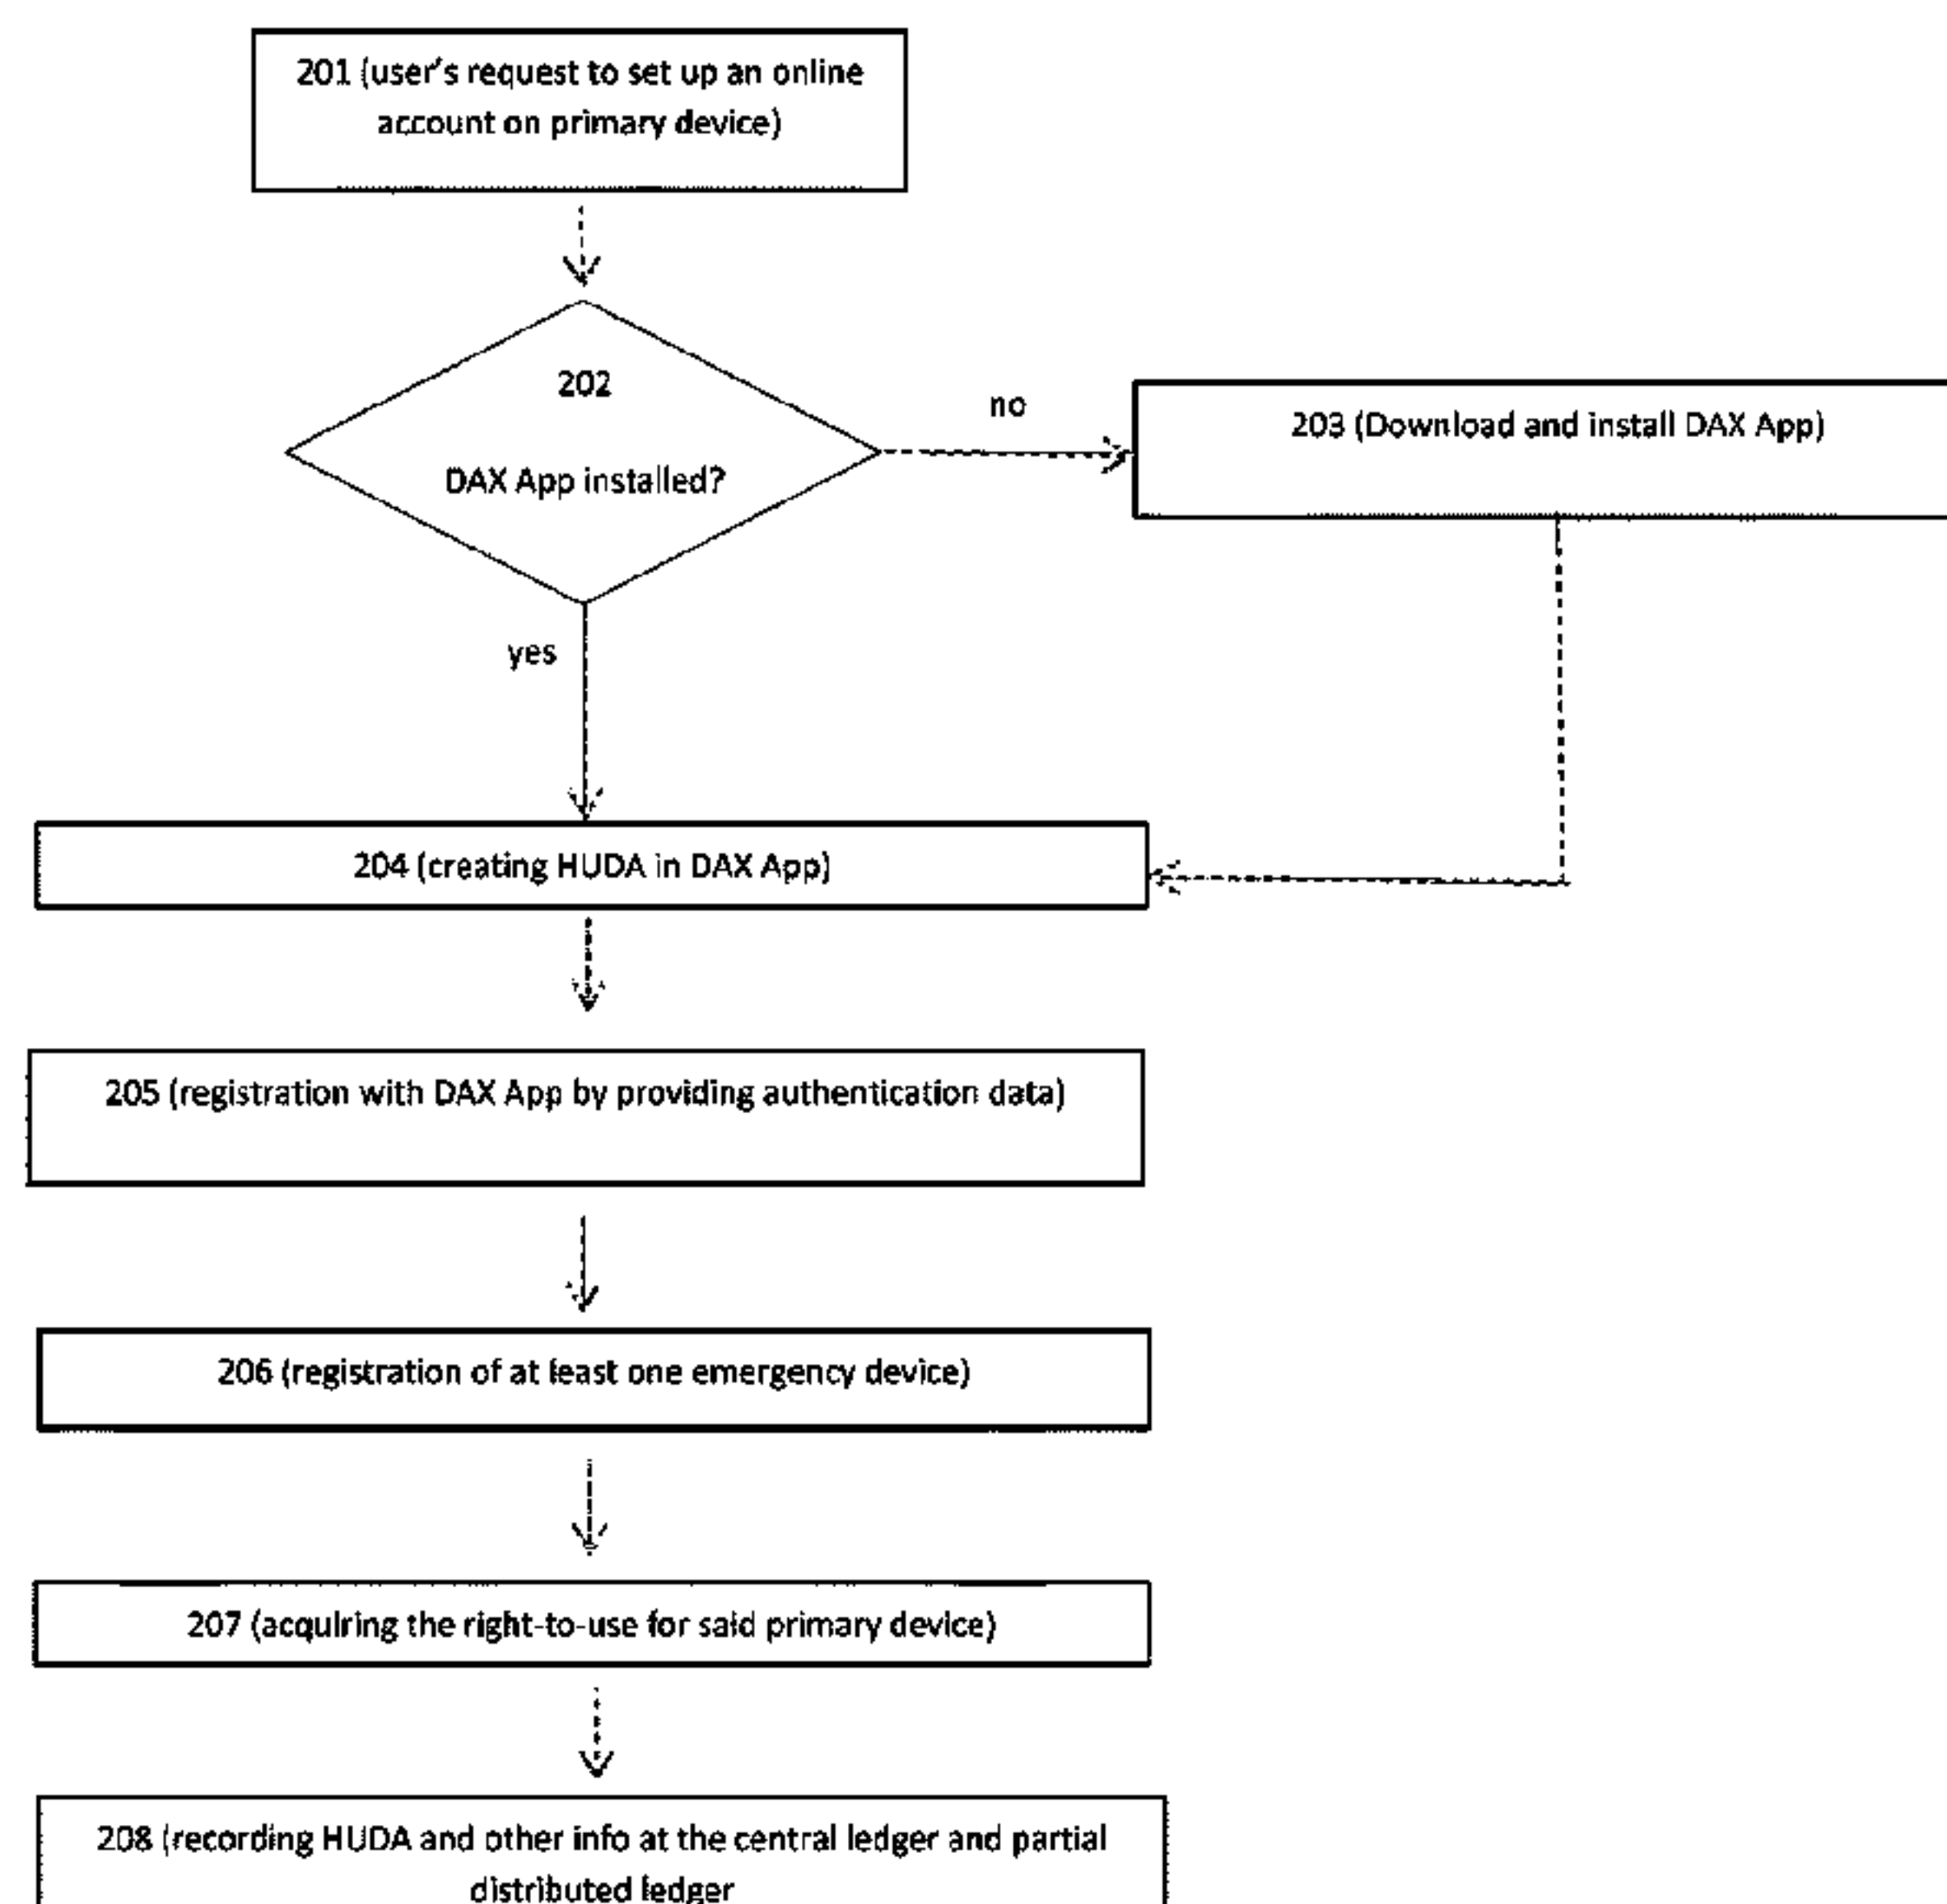 201 (user's request to set up an online
account on primary device)
202
DAX App installed?
no
203 (Download and install DAX App)
yes
204 (creating HUDA in DAX App)
205 (registration with DAX App by providing authentication data)
206 (registration of at least one emergency device)
207 (acquiring the right-to-use for said primary device)
208 (recording HUDA and other info at the central ledger and partial
distributed ledger